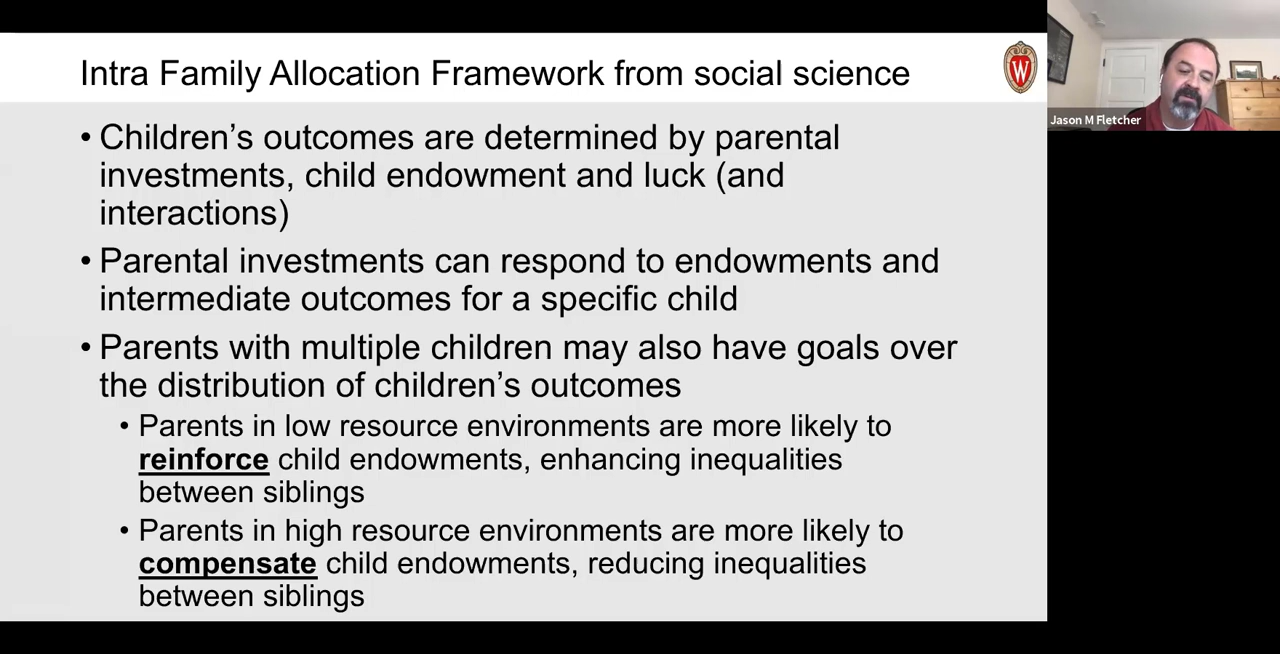 Intra Family Allocation Framework from social science
W
Jason M Fletcher
• Children’s outcomes are determined by parental
investments, child endowment and luck (and
interactions)
• Parental investments can respond to endowments and
intermediate outcomes for a specific child
• Parents with multiple children may also have goals over
the distribution of children’s outcomes
• Parents in low resource environments are more likely to
reinforce child endowments, enhancing inequalities
between siblings
• Parents in high resource environments are more likely to
compensate child endowments, reducing inequalities
between siblings